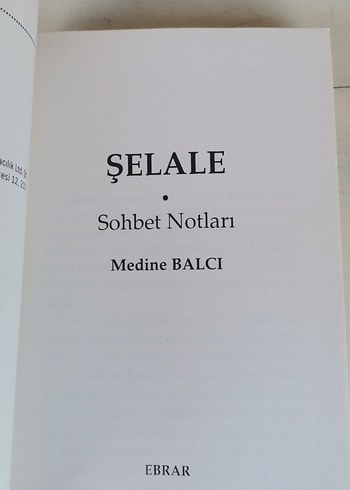 ŞELALE
•
Sohbet Notları
Medine BALCI
EBRAR